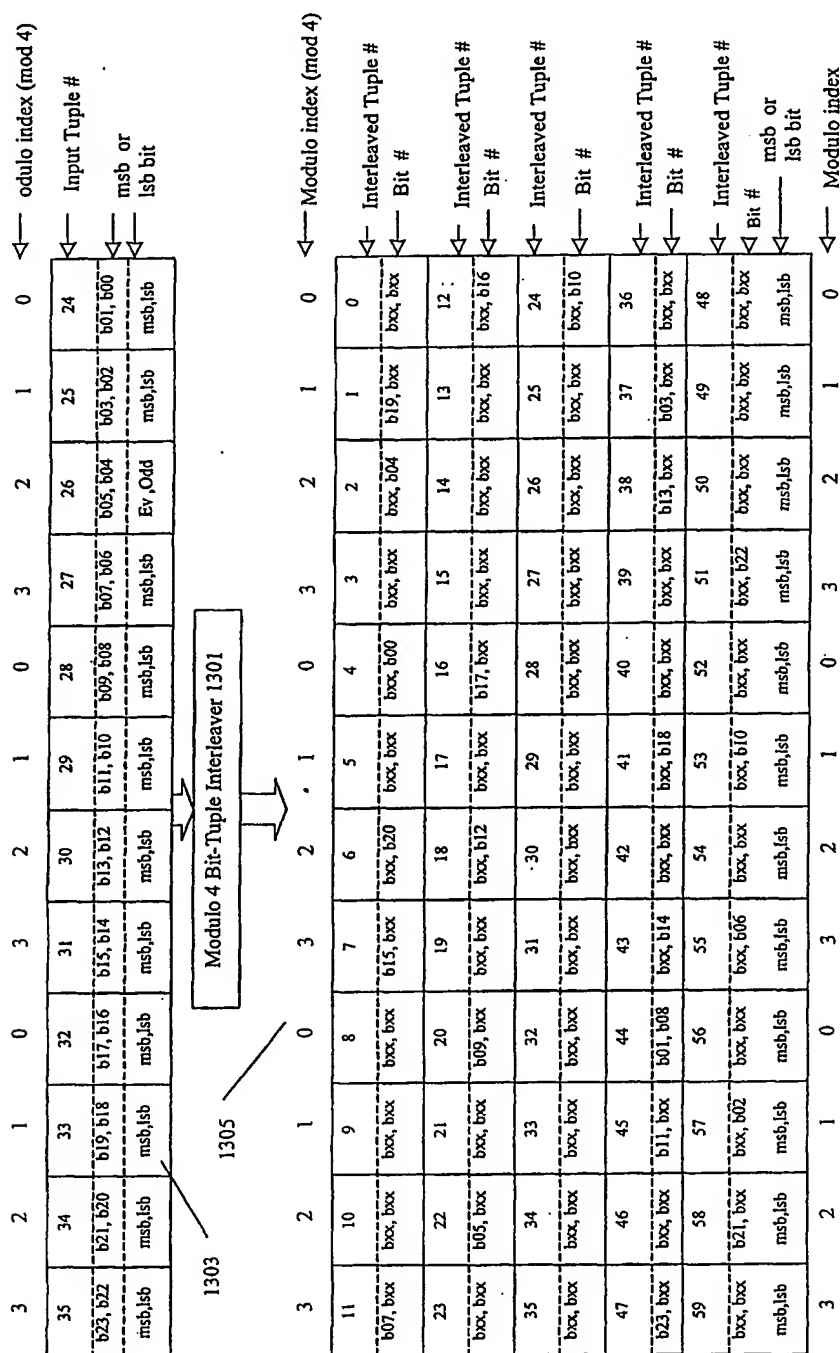 3 2 1 0 3 2 1 0 3 2 1 0 odulo index (mod 4)
35 34 33 32 31 30 29 28 27 26 25 24 Input Tuple #
b23, b22 b21, b20 b19, b18 b17, b16 b15, b14 b13, b12 b11, b10 b09, b08 b07, b06 b05, b04 b03, b02 b01, b00
msb,lsb msb,lsb msb,lsb msb,lsb msb,lsb msb,lsb msb,lsb msb,lsb msb,lsb Ev,Odd msb,lsb msb,lsb
msb or
lsb bit
1303
Modulo 4 Bit-Tuple Interleaver 1301
1305
3 2 1 0 3 2 1 0 3 2 1 0 Modulo index (mod 4)
11 10 9 8 7 6 5 4 3 2 1 0 Interleaved Tuple #
b07, bxx bxx, bxx bxx, bxx bxx, bxx b15, bxx bxx, b20 bxx, bxx bxx, b00 bxx, bxx bxx, b04 b19, bxx bxx, bxx Bit #
23 22 21 20 19 18 17 16 15 14 13 12 Interleaved Tuple #
bxx, bxx b05, bxx bxx, bxx b09, bxx bxx, bxx bxx, b12 bxx, bxx b17, bxx bxx, bxx bxx, bxx bxx, bxx bxx, b16 Bit #
35 34 33 32 31 30 29 28 27 26 25 24 Interleaved Tuple #
bxx, bxx bxx, bxx bxx, bxx bxx, bxx bxx, bxx bxx, bxx bxx, bxx bxx, bxx bxx, bxx bxx, bxx bxx, bxx bxx, b10 Bit #
47 46 45 44 43 42 41 40 39 38 37 36 Interleaved Tuple #
b23, bxx bxx, bxx b11, bxx b01, b08 bxx, b14 bxx, bxx bxx, b18 bxx, bxx bxx, bxx b13, bxx b03, bxx bxx, bxx Bit #
59 58 57 56 55 54 53 52 51 50 49 48 Interleaved Tuple #
bxx, bxx b21, bxx bxx, b02 bxx, bxx bxx, b06 bxx, bxx bxx, b10 bxx, bxx bxx, b22 bxx, bxx bxx, bxx bxx, bxx Bit #
msb,lsb msb,lsb msb,lsb msb,lsb msb,lsb msb,lsb msb,lsb msb,lsb msb,lsb msb,lsb msb,lsb msb,lsb
msb or
lsb bit
3 2 1 0 3 2 1 0 3 2 1 0 Modulo index